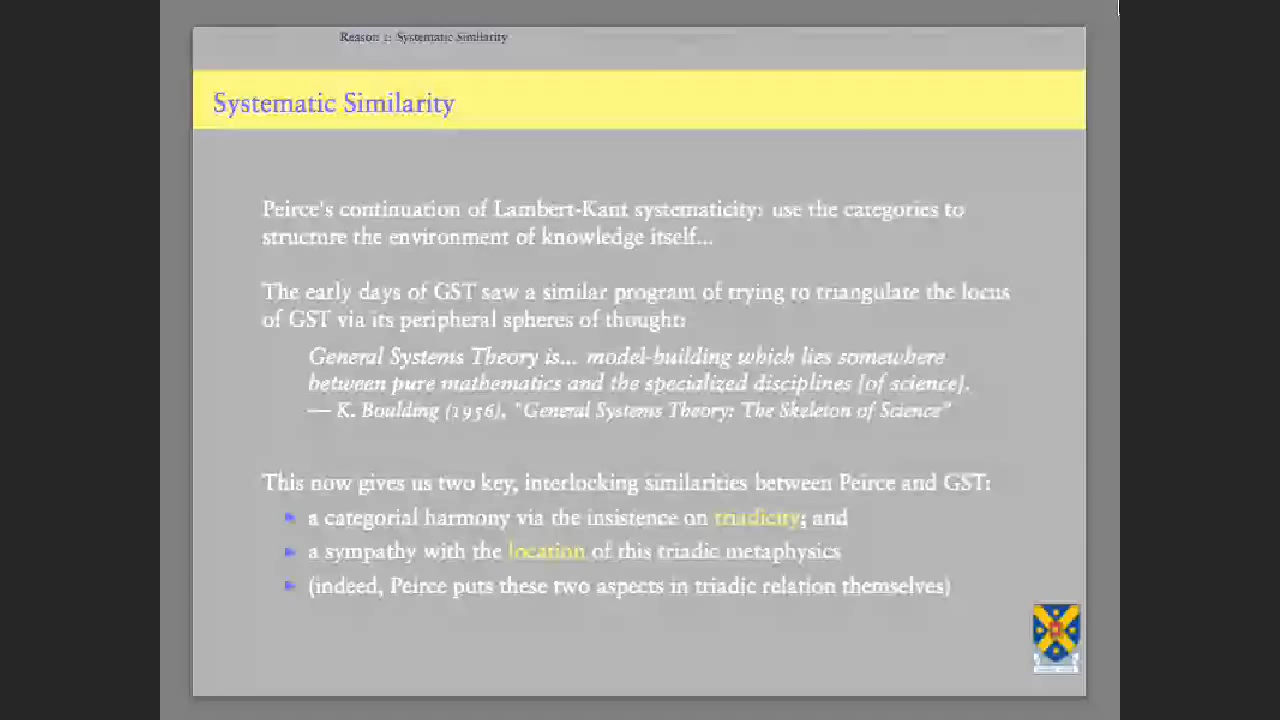 Reason 2: Systematic Similarity
Systematic Similarity
Peirce's continuation of Lambert-Kant systematicity: use the categories to
structure the environment of knowledge itself...
The early days of GST saw a similar program of trying to triangulate the locus
of GST via its peripheral spheres of thought:
General Systems Theory is... model-building which lies somewhere
between pure mathematics and the specialized disciplines [of science].
— K. Boulding (1956), "General Systems Theory: The Skeleton of Science"
This now gives us two key, interlocking similarities between Peirce and GST:
► a categorial harmony via the insistence on triadicity; and
► a sympathy with the location of this triadic metaphysics
► (indeed, Peirce puts these two aspects in triadic relation themselves)